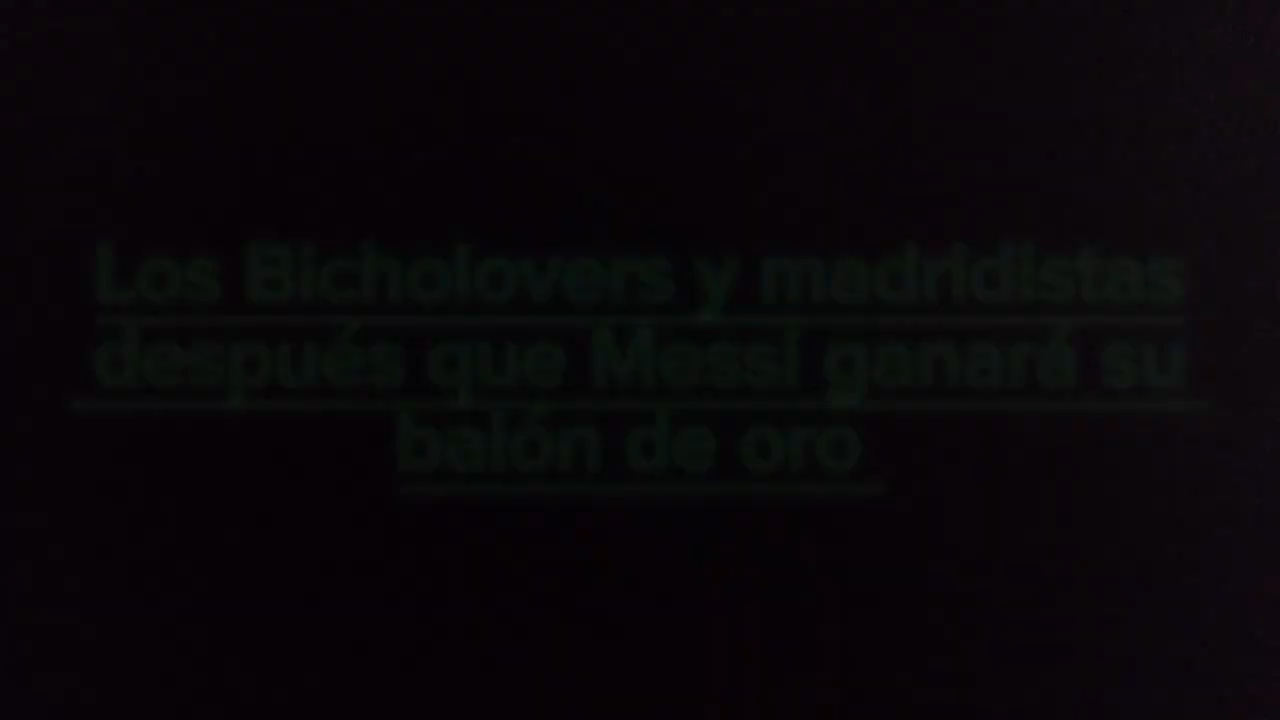 Los Bicholovers y madridistas
después que Messi ganará su
balón de oro